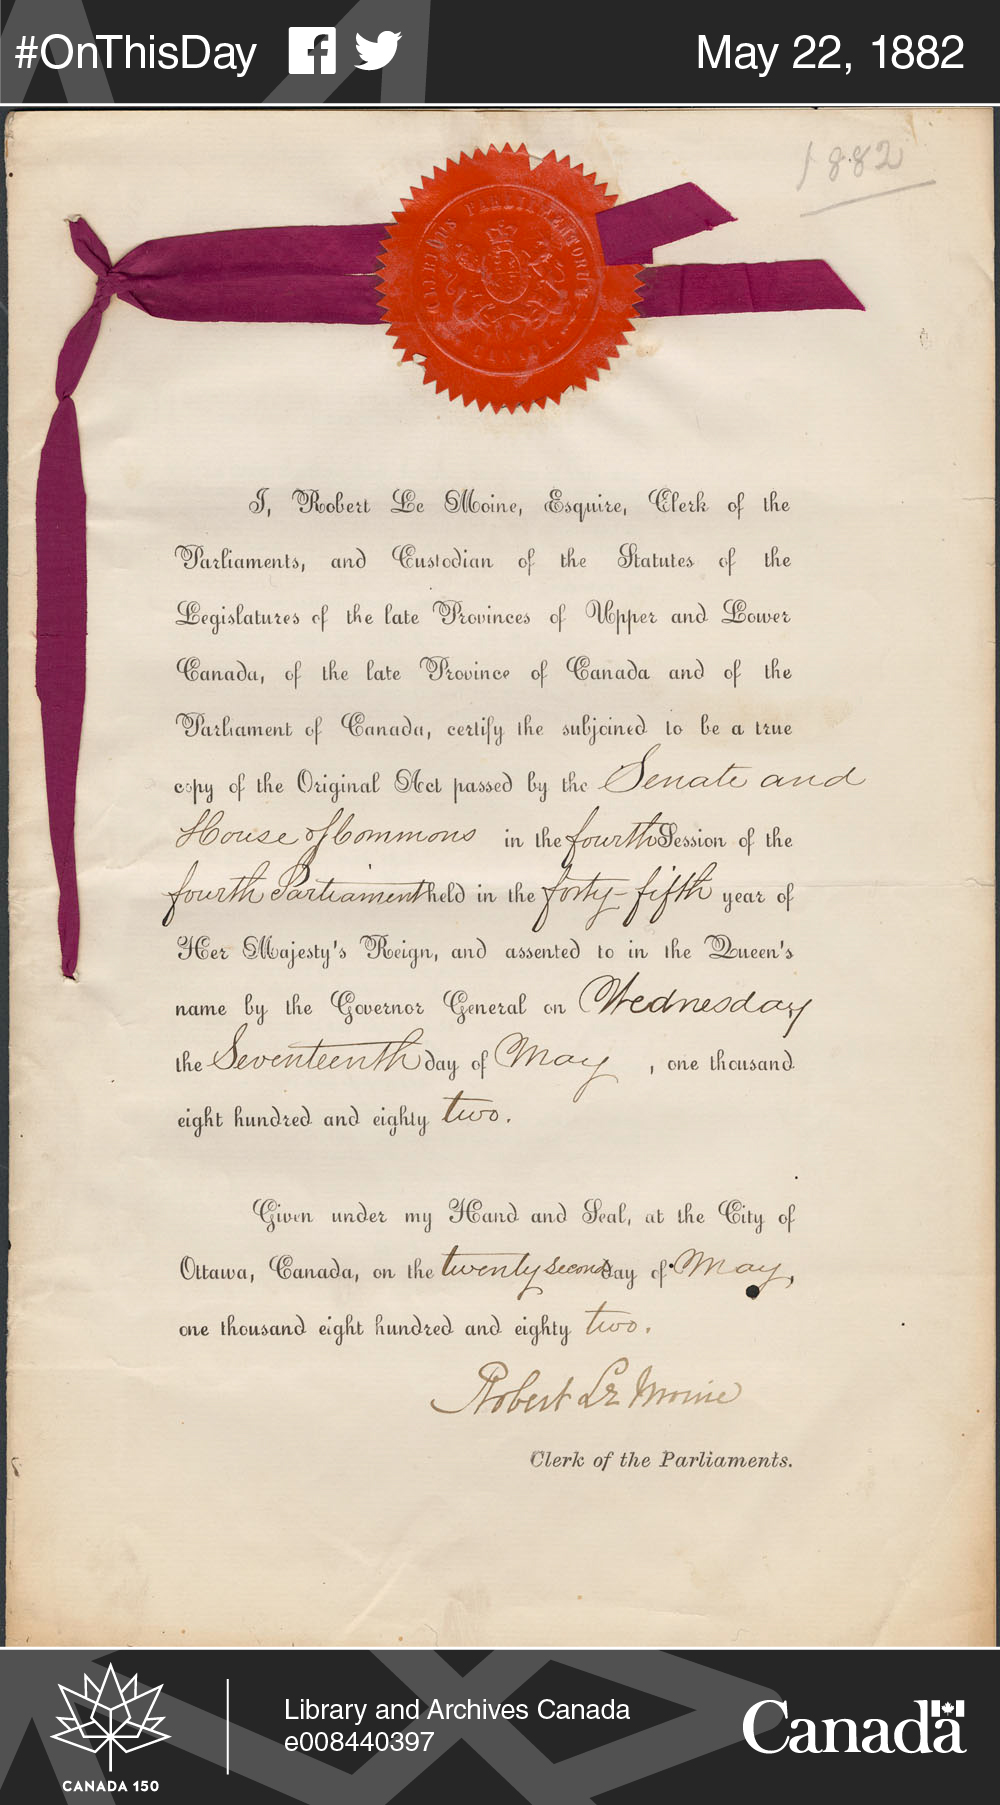 #OnThisDay
May 22, 1882
1882
CANADA
I, Robert Le Moine, Esquire, Clerk of the
Parliaments, and Custodian of the Statutes of the
Legislatures of the late Provinces of Upper and Lower
Canada, of the late Province of Canada and of the
Parliament of Canada, certify the subjoined to be a true
copy of the Original Act passed by the Senate and
House of Commons in the fourth Session of the
fourth Parliament held in the forty-fifth year of
Her Majesty's Reign, and assented to in the Queen's
name by the Governor General on Wednesday
the Seventeenth day of May , one thousand
eight hundred and eighty two.
Given under my Hand and Seal, at the City of
Ottawa, Canada, on the twenty second day of May,
one thousand eight hundred and eighty two.
Robert Le Moine
Clerk of the Parliaments.
CANADA 150
Library and Archives Canada
e008440397
Canada